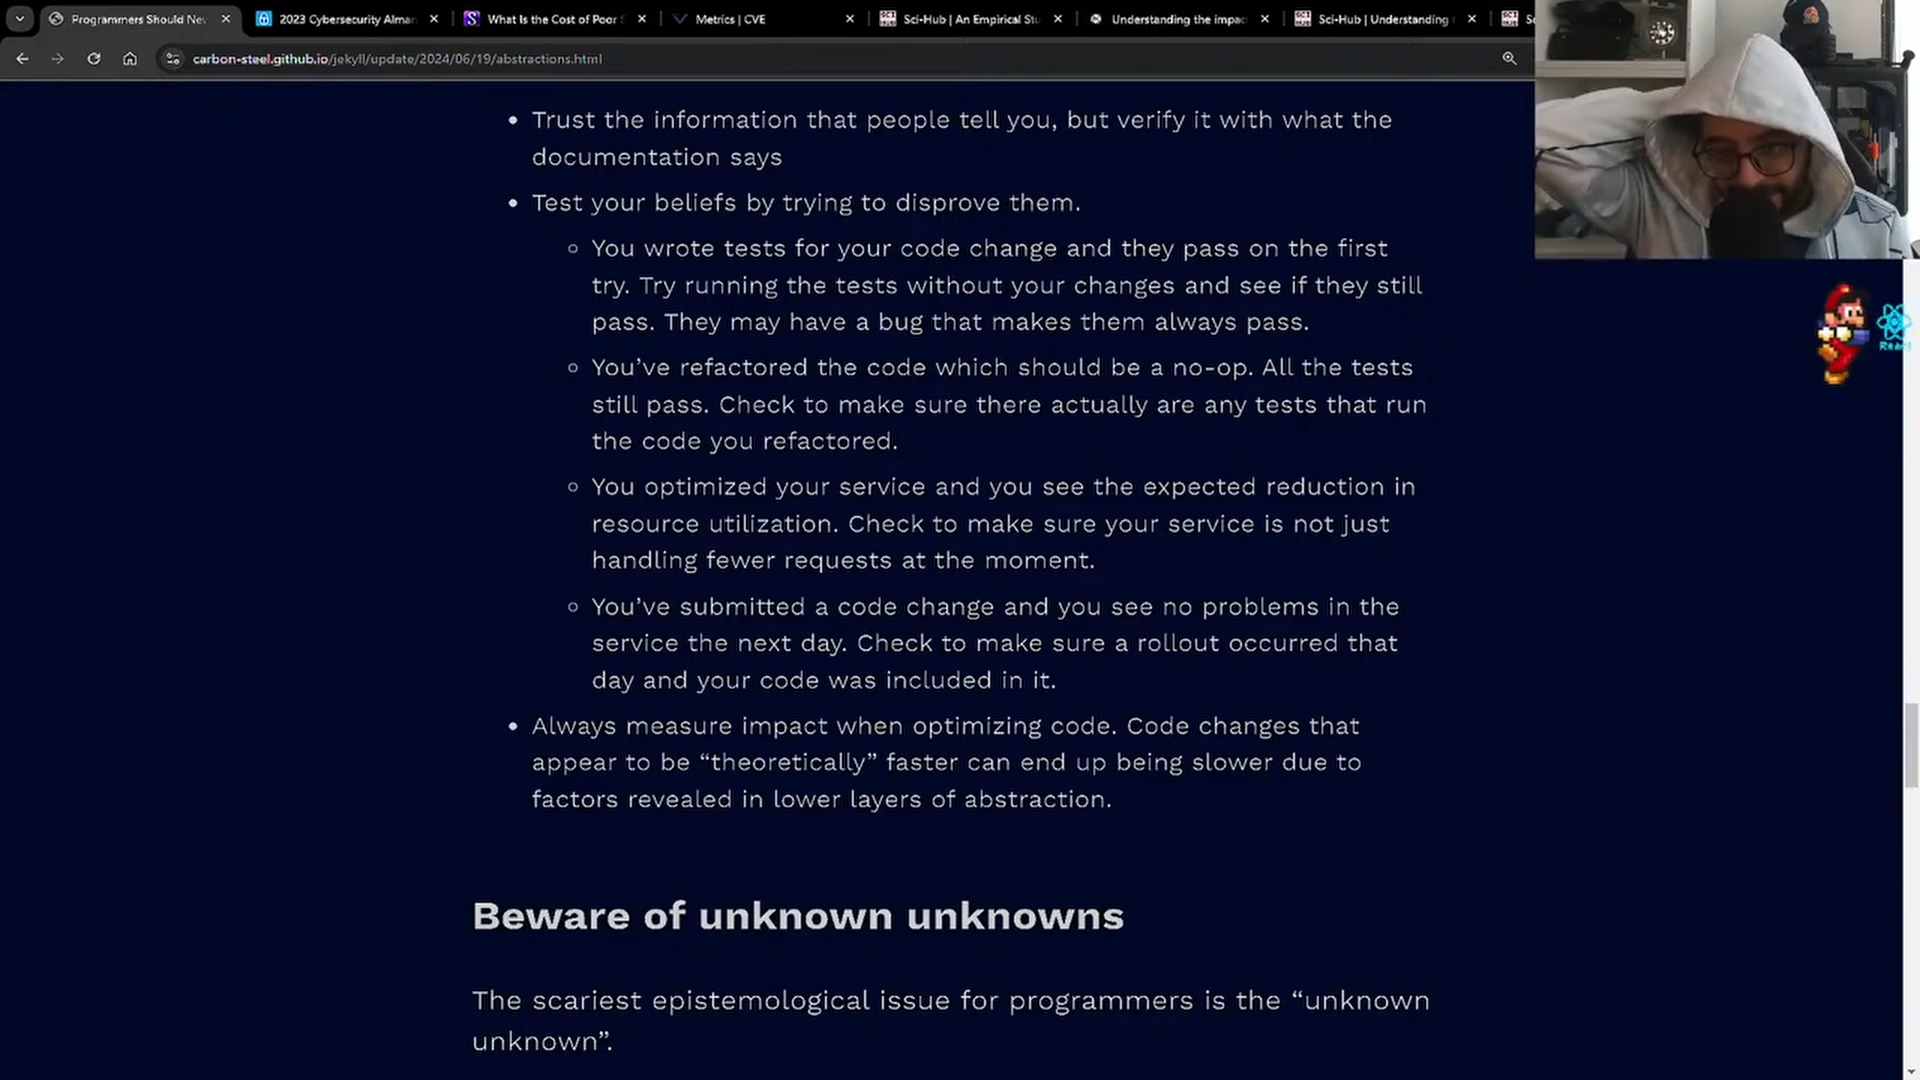 Programmers Should Nev
2023 Cybersecurity Alman
What Is the Cost of Poor S
Metrics | CVE
Sci-Hub | An Empirical Stu
Understanding the impac
Sci-Hub | Understanding
carbon-steel.github.io/jekyll/update/2024/06/19/abstractions.html
Trust the information that people tell you, but verify it with what the
documentation says
Test your beliefs by trying to disprove them.
You wrote tests for your code change and they pass on the first
try. Try running the tests without your changes and see if they still
pass. They may have a bug that makes them always pass.
You’ve refactored the code which should be a no-op. All the tests
still pass. Check to make sure there actually are any tests that run
the code you refactored.
You optimized your service and you see the expected reduction in
resource utilization. Check to make sure your service is not just
handling fewer requests at the moment.
You’ve submitted a code change and you see no problems in the
service the next day. Check to make sure a rollout occurred that
day and your code was included in it.
Always measure impact when optimizing code. Code changes that
appear to be “theoretically” faster can end up being slower due to
factors revealed in lower layers of abstraction.
Beware of unknown unknowns
The scariest epistemological issue for programmers is the “unknown
unknown”.